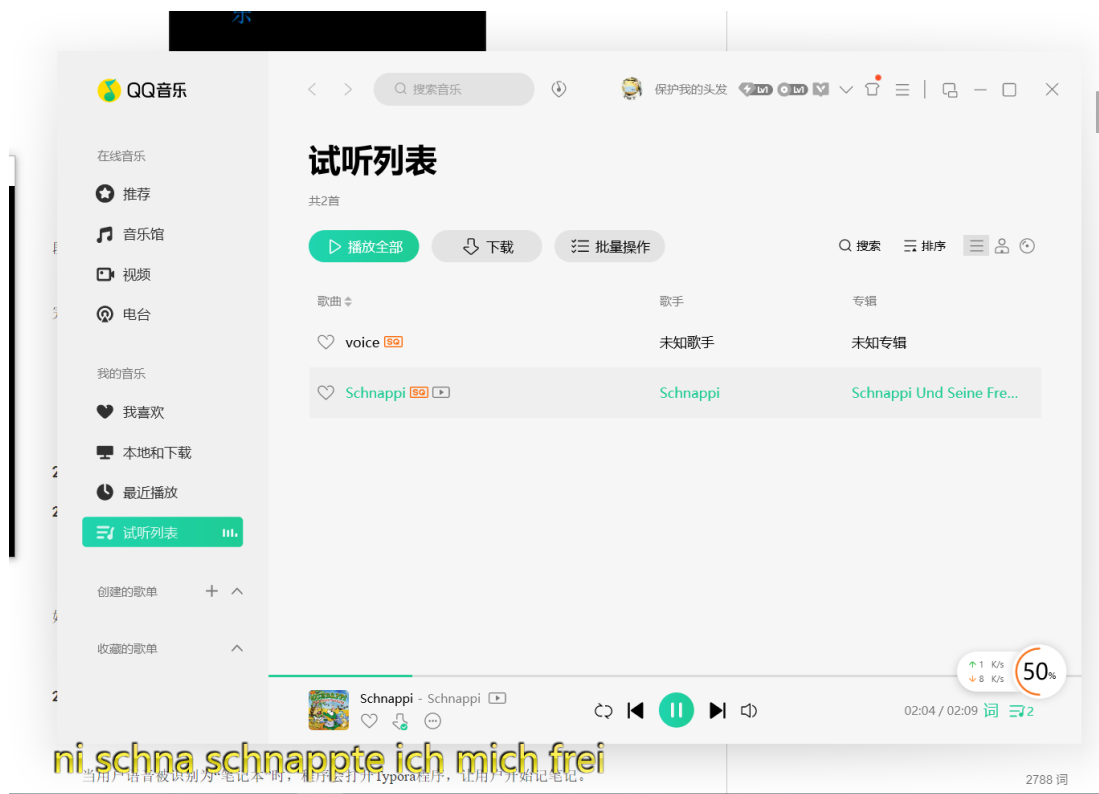 乐
QQ音乐
搜索音乐
保护我的头发 LV1 LV1
在线音乐
推荐
音乐馆
视频
电台
我的音乐
我喜欢
本地和下载
最近播放
试听列表
创建的歌单
收藏的歌单
试听列表
共2首
播放全部 下载 批量操作 搜索 排序
歌曲 歌手 专辑
voice SQ 未知歌手 未知专辑
Schnappi SQ Schnappi Schnappi Und Seine Fre...
1 K/s
8 K/s
50%
Schnappi - Schnappi
02:04 / 02:09 词 2
ni schna schnappte ich mich frei
当用户语音被识别为“笔记本”时，程序会打开Typora程序，让用户开始记笔记。
2788 词